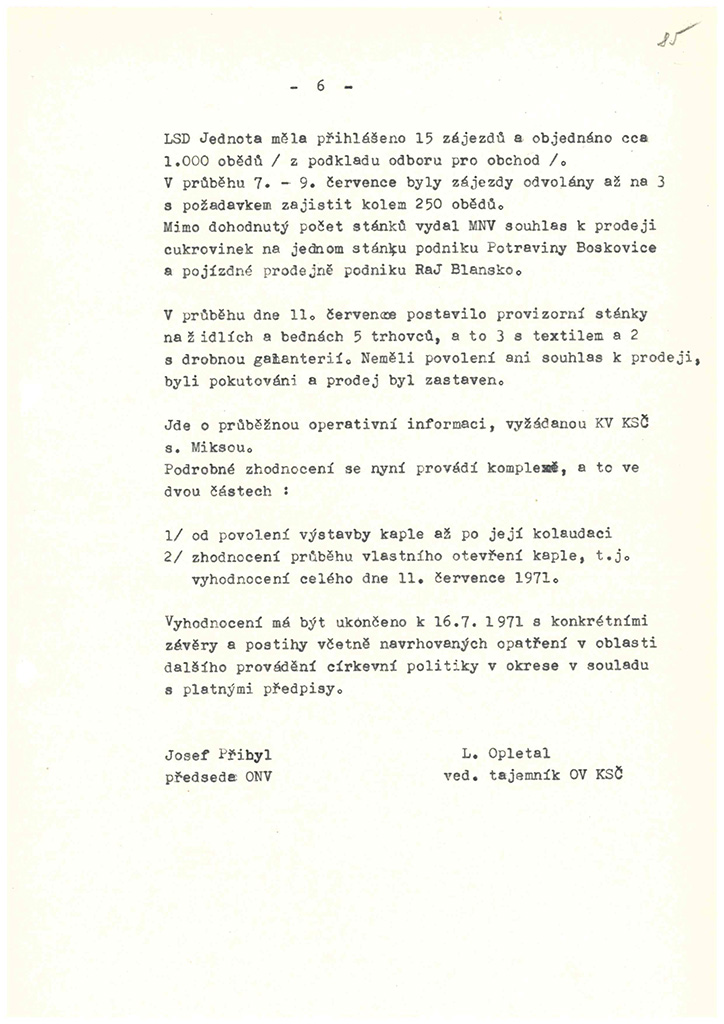 85
- 6 -
LSD Jednota měla přihlášeno 15 zájezdů a objednáno cca
1.000 obědů / z podkladu odboru pro obchod /.
V průběhu 7. - 9. července byly zájezdy odvolány až na 3
s požadavkem zajistit kolem 250 obědů.
Mimo dohodnutý počet stánků vydal MNV souhlas k prodeji
cukrovinek na jednom stánku podniku Potraviny Boskovice
a pojízdné prodejně podniku RaJ Blansko.
V průběhu dne 11. července postavilo provizorní stánky
na židlích a bednách 5 trhovců, a to 3 s textilem a 2
s drobnou galanterií. Neměli povolení ani souhlas k prodeji,
byli pokutováni a prodej byl zastaven.
Jde o průběžnou operativní informaci, vyžádanou KV KSČ
s. Miksou.
Podrobné zhodnocení se nyní provádí komplexně, a to ve
dvou částech :
1/ od povolení výstavby kaple až po její kolaudaci
2/ zhodnocení průběhu vlastního otevření kaple, t.j.
vyhodnocení celého dne 11. července 1971.
Vyhodnocení má být ukončeno k 16.7.1971 s konkrétními
závěry a postihy včetně navrhovaných opatření v oblasti
dalšího provádění církevní politiky v okrese v souladu
s platnými předpisy.
Josef Přibyl L. Opletal
předseda ONV ved. tajemník OV KSČ